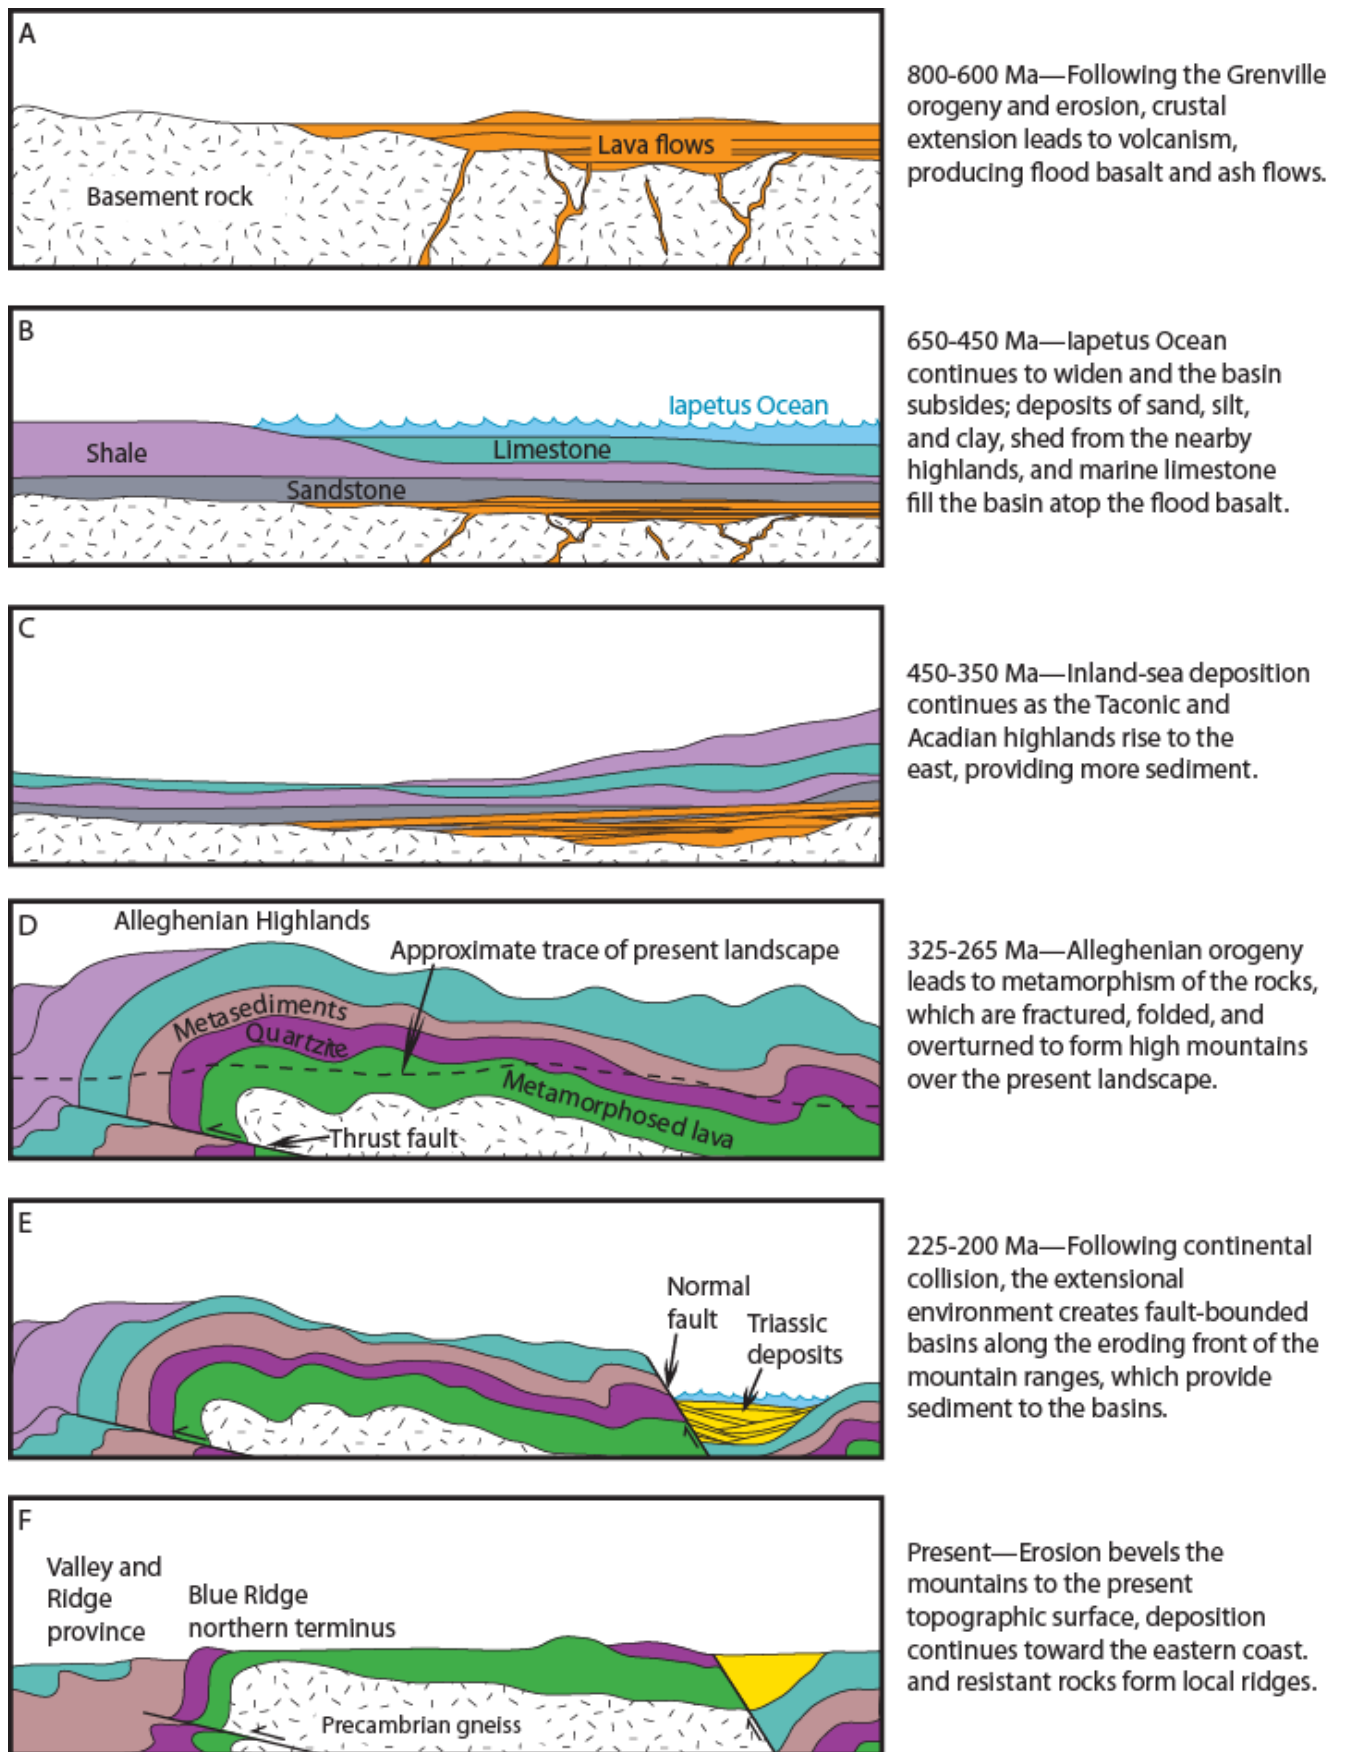 A
Lava flows
Basement rock
800-600 Ma—Following the Grenville
orogeny and erosion, crustal
extension leads to volcanism,
producing flood basalt and ash flows.
B
Iapetus Ocean
Shale
Limestone
Sandstone
650-450 Ma—Iapetus Ocean
continues to widen and the basin
subsides; deposits of sand, silt,
and clay, shed from the nearby
highlands, and marine limestone
fill the basin atop the flood basalt.
C
450-350 Ma—Inland-sea deposition
continues as the Taconic and
Acadian highlands rise to the
east, providing more sediment.
D
Alleghenian Highlands
Approximate trace of present landscape
Metasediments
Quartzite
Metamorphosed lava
Thrust fault
325-265 Ma—Alleghenian orogeny
leads to metamorphism of the rocks,
which are fractured, folded, and
overturned to form high mountains
over the present landscape.
E
Normal
fault
Triassic
deposits
225-200 Ma—Following continental
collision, the extensional
environment creates fault-bounded
basins along the eroding front of the
mountain ranges, which provide
sediment to the basins.
F
Valley and
Ridge
province
Blue Ridge
northern terminus
Precambrian gneiss
Present—Erosion bevels the
mountains to the present
topographic surface, deposition
continues toward the eastern coast.
and resistant rocks form local ridges.